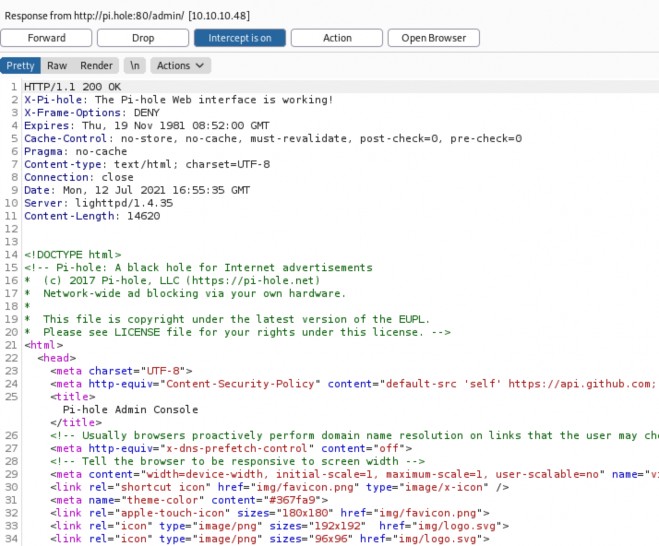 Response from http://pi.hole:80/admin/ [10.10.10.48]
Forward Drop Intercept is on Action Open Browser
Pretty Raw Render \n Actions
1 HTTP/1.1 200 OK
2 X-Pi-hole: The Pi-hole Web interface is working!
3 X-Frame-Options: DENY
4 Expires: Thu, 19 Nov 1981 08:52:00 GMT
5 Cache-Control: no-store, no-cache, must-revalidate, post-check=0, pre-check=0
6 Pragma: no-cache
7 Content-type: text/html; charset=UTF-8
8 Connection: close
9 Date: Mon, 12 Jul 2021 16:55:35 GMT
10 Server: lighttpd/1.4.35
11 Content-Length: 14620
12
13
14 <!DOCTYPE html>
15 <!-- Pi-hole: A black hole for Internet advertisements
16 * (c) 2017 Pi-hole, LLC (https://pi-hole.net)
17 * Network-wide ad blocking via your own hardware.
18 *
19 * This file is copyright under the latest version of the EUPL.
20 * Please see LICENSE file for your rights under this license. -->
21 <html>
22 <head>
23 <meta charset="UTF-8">
24 <meta http-equiv="Content-Security-Policy" content="default-src 'self' https://api.github.com;
25 <title>
Pi-hole Admin Console
</title>
26 <!-- Usually browsers proactively perform domain name resolution on links that the user may cho
27 <meta http-equiv="x-dns-prefetch-control" content="off">
28 <!-- Tell the browser to be responsive to screen width -->
29 <meta content="width=device-width, initial-scale=1, maximum-scale=1, user-scalable=no" name="vi
30 <link rel="shortcut icon" href="img/favicon.png" type="image/x-icon" />
31 <meta name="theme-color" content="#367fa9">
32 <link rel="apple-touch-icon" sizes="180x180" href="img/favicon.png">
33 <link rel="icon" type="image/png" sizes="192x192" href="img/logo.svg">
34 <link rel="icon" type="image/png" sizes="96x96" href="img/logo.svg">